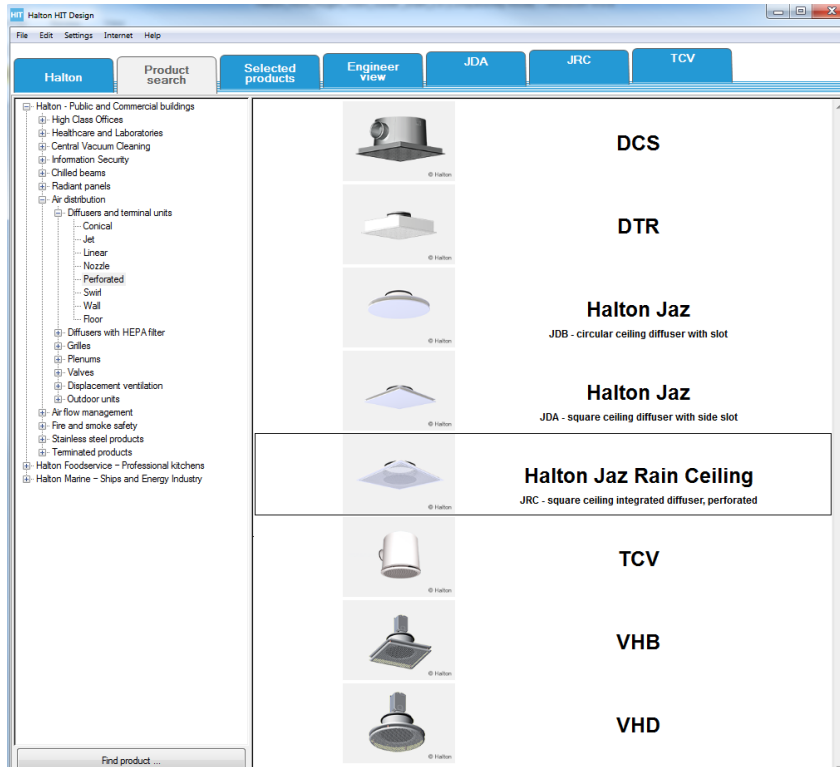 HIT Halton HIT Design
File Edit Settings Internet Help
Halton
Product
search
Selected
products
Engineer
view
JDA
JRC
TCV
Halton - Public and Commercial buildings
High Class Offices
Healthcare and Laboratories
Central Vacuum Cleaning
Information Security
Chilled beams
Radiant panels
Air distribution
Diffusers and terminal units
Conical
Jet
Linear
Nozzle
Perforated
Swirl
Wall
Floor
Diffusers with HEPA filter
Grilles
Plenums
Valves
Displacement ventilation
Outdoor units
Air flow management
Fire and smoke safety
Stainless steel products
Terminated products
Halton Foodservice – Professional kitchens
Halton Marine – Ships and Energy Industry
Find product ...
© Halton
DCS
© Halton
DTR
© Halton
Halton Jaz
JDB - circular ceiling diffuser with slot
© Halton
Halton Jaz
JDA - square ceiling diffuser with side slot
© Halton
Halton Jaz Rain Ceiling
JRC - square ceiling integrated diffuser, perforated
© Halton
TCV
© Halton
VHB
© Halton
VHD
© Halton